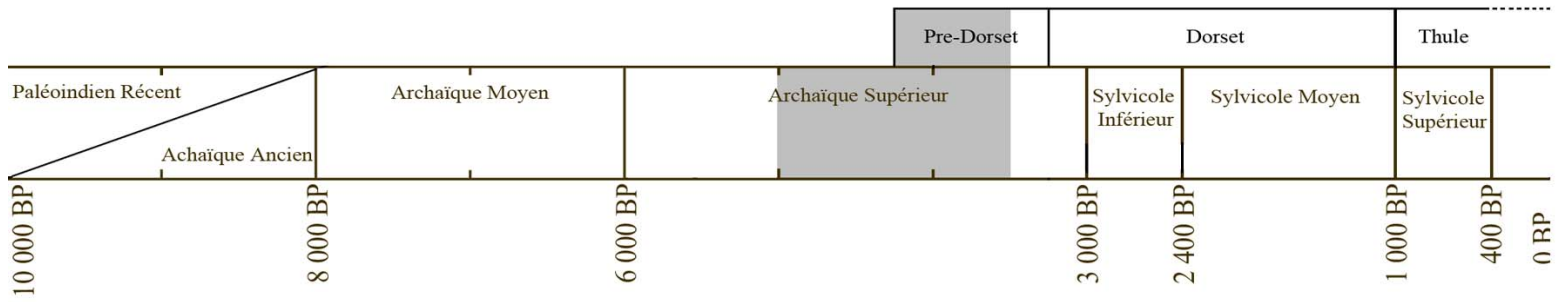 Pre-Dorset Dorset Thule
Paléoindien Récent Archaïque Moyen Archaïque Supérieur Sylvicole Inférieur Sylvicole Moyen Sylvicole Supérieur
Achaïque Ancien
10 000 BP
8 000 BP
6 000 BP
3 000 BP
2 400 BP
1 000 BP
400 BP
0 BP